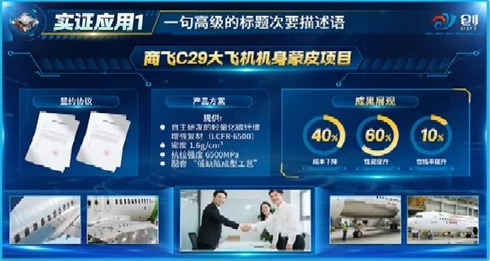 实证应用1
一句高级的标题次要描述语
创
商飞C29大飞机机身蒙皮项目
签约协议
产品方案
提供：
自主研发的轻量化碳纤维
增强复材（LCFR-6500）
密度 1.6g/cm³
抗拉强度 6500MPa
配套“低缺陷成型工艺”
成果展现
40%
60%
10%
成本下降
性能提升
合格率提升